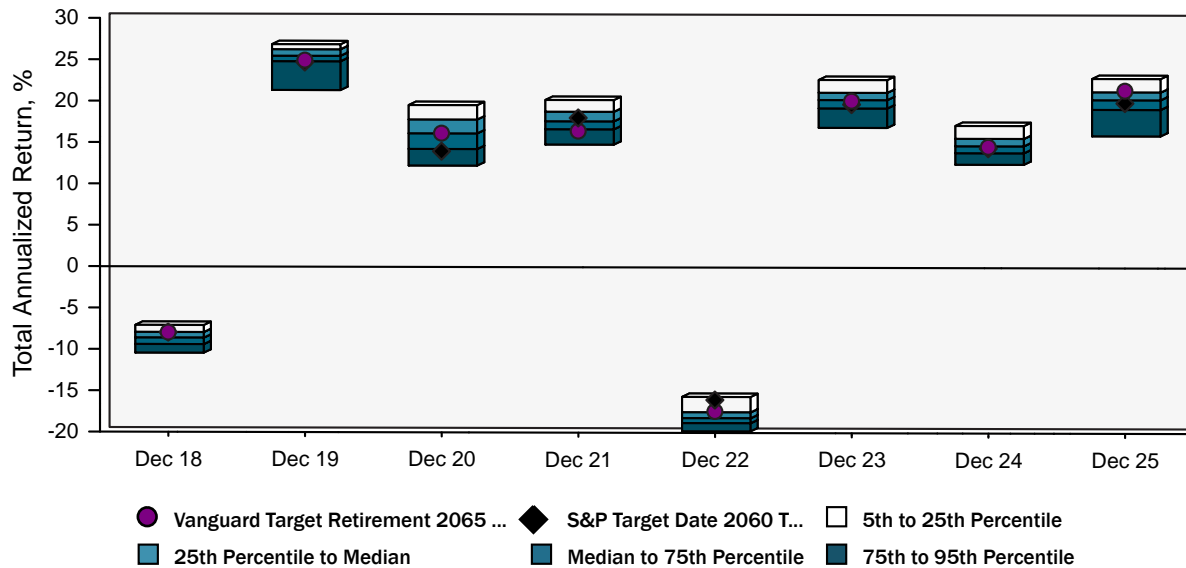 Total Annualized Return, %
30
25
20
15
10
5
0
-5
-10
-15
-20
Dec 18 Dec 19 Dec 20 Dec 21 Dec 22 Dec 23 Dec 24 Dec 25
Vanguard Target Retirement 2065 ... S&P Target Date 2060 T... 5th to 25th Percentile
25th Percentile to Median Median to 75th Percentile 75th to 95th Percentile